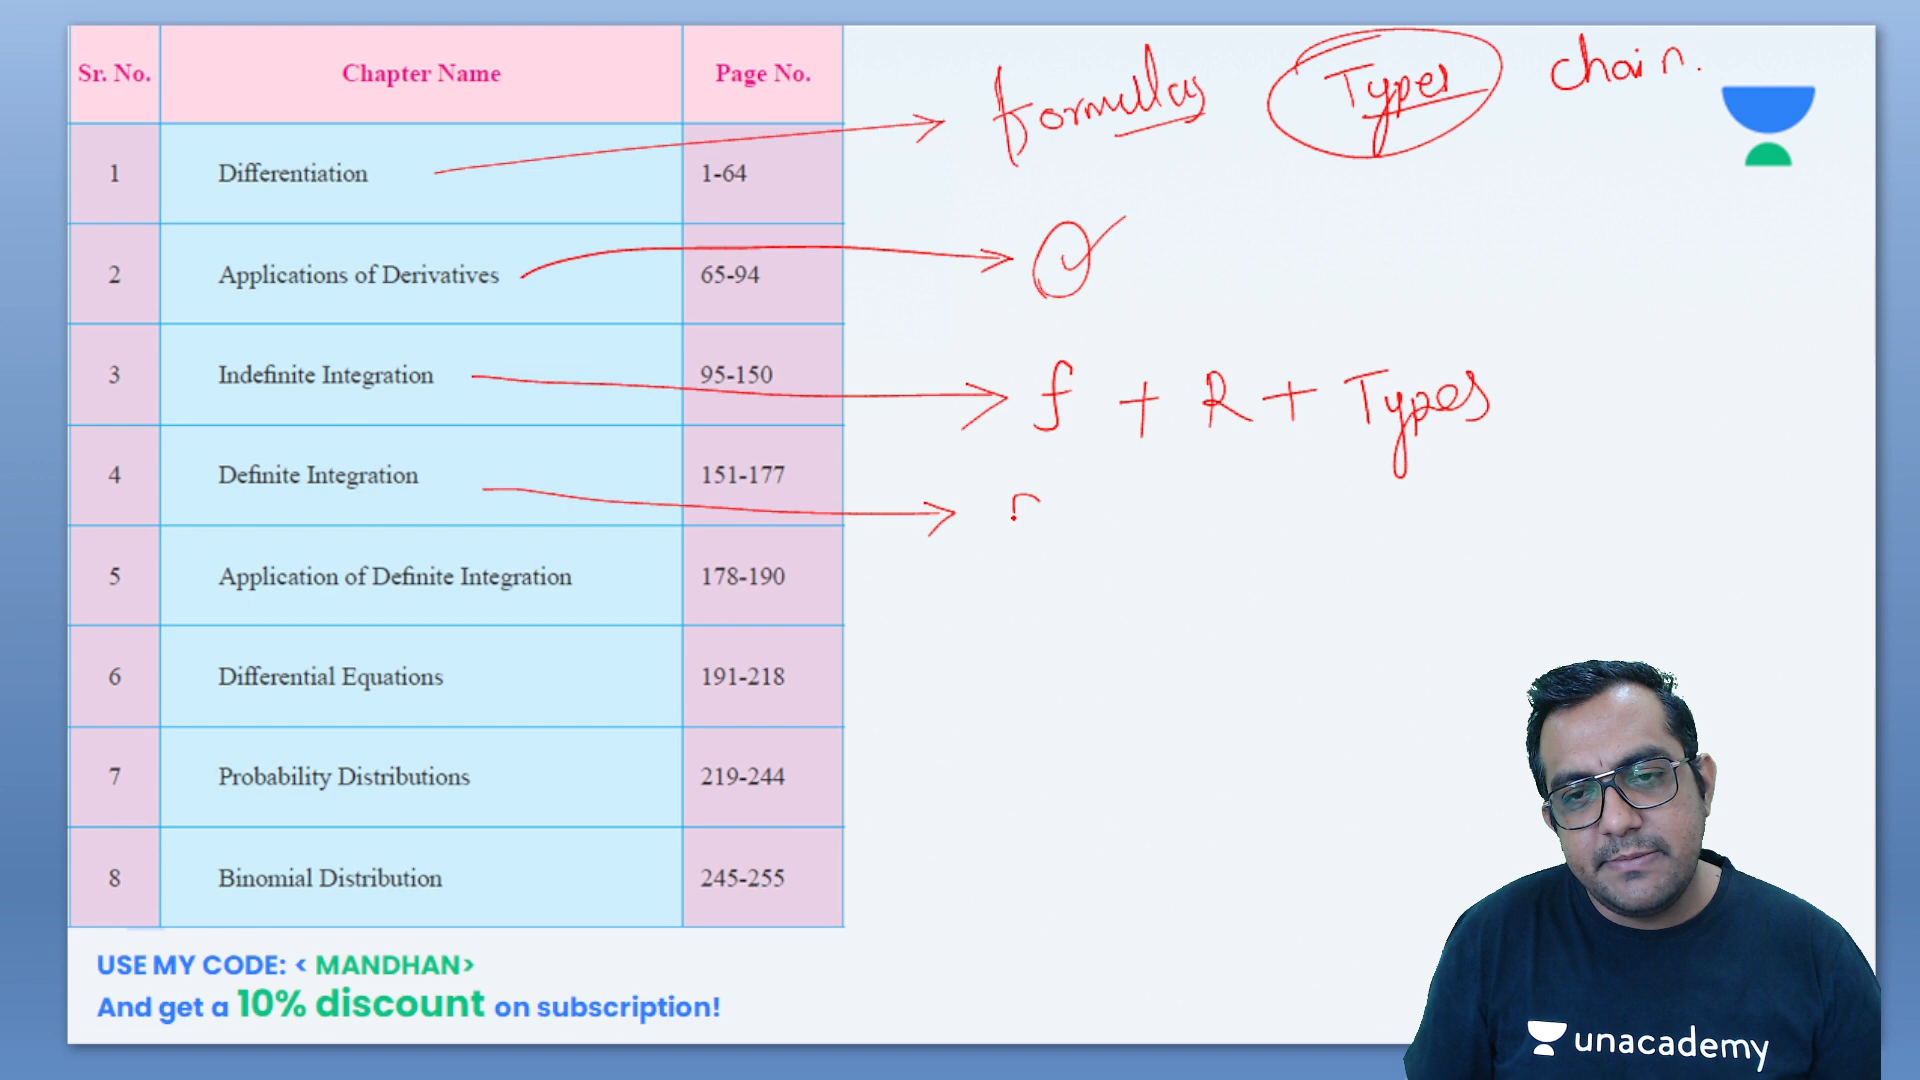 Sr. No. Chapter Name Page No.
formulas Types chain.
1 Differentiation 1-64
2 Applications of Derivatives 65-94
3 Indefinite Integration 95-150
f + R + Types
4 Definite Integration 151-177
5 Application of Definite Integration 178-190
6 Differential Equations 191-218
7 Probability Distributions 219-244
8 Binomial Distribution 245-255
USE MY CODE: < MANDHAN>
And get a 10% discount on subscription!
unacademy